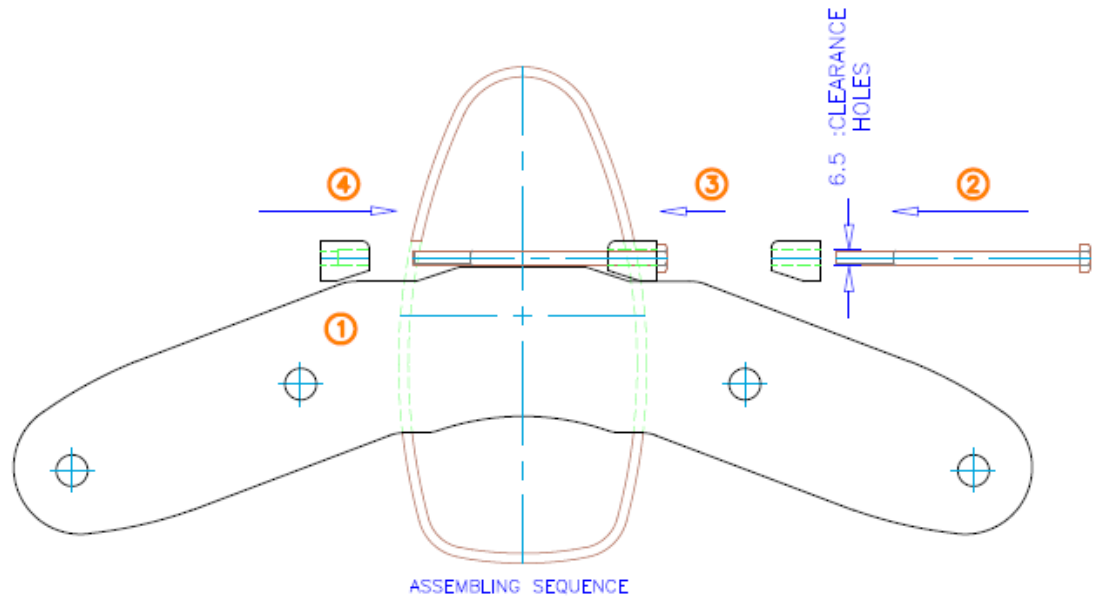 6.5 :CLEARANCE
HOLES
④
③
②
①
ASSEMBLING SEQUENCE